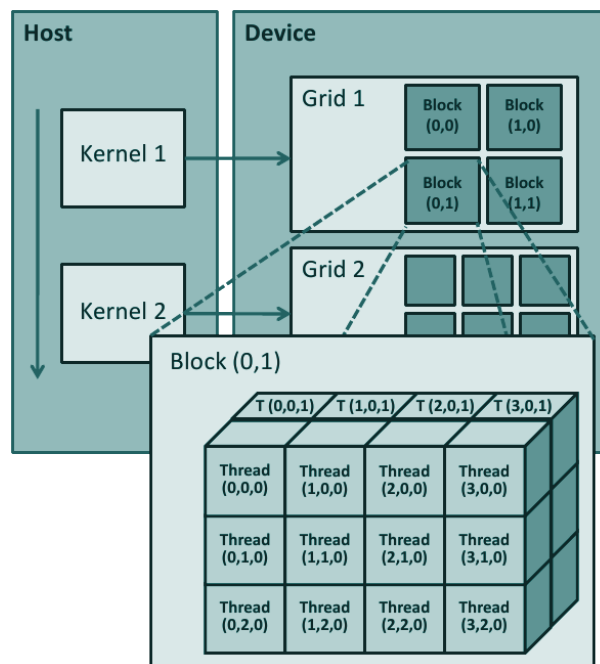 Host
Device
Kernel 1
Grid 1
Block
(0,0)
Block
(1,0)
Block
(0,1)
Block
(1,1)
Kernel 2
Grid 2
Block (0,1)
T (0,0,1)
T (1,0,1)
T (2,0,1)
T (3,0,1)
Thread
(0,0,0)
Thread
(1,0,0)
Thread
(2,0,0)
Thread
(3,0,0)
Thread
(0,1,0)
Thread
(1,1,0)
Thread
(2,1,0)
Thread
(3,1,0)
Thread
(0,2,0)
Thread
(1,2,0)
Thread
(2,2,0)
Thread
(3,2,0)